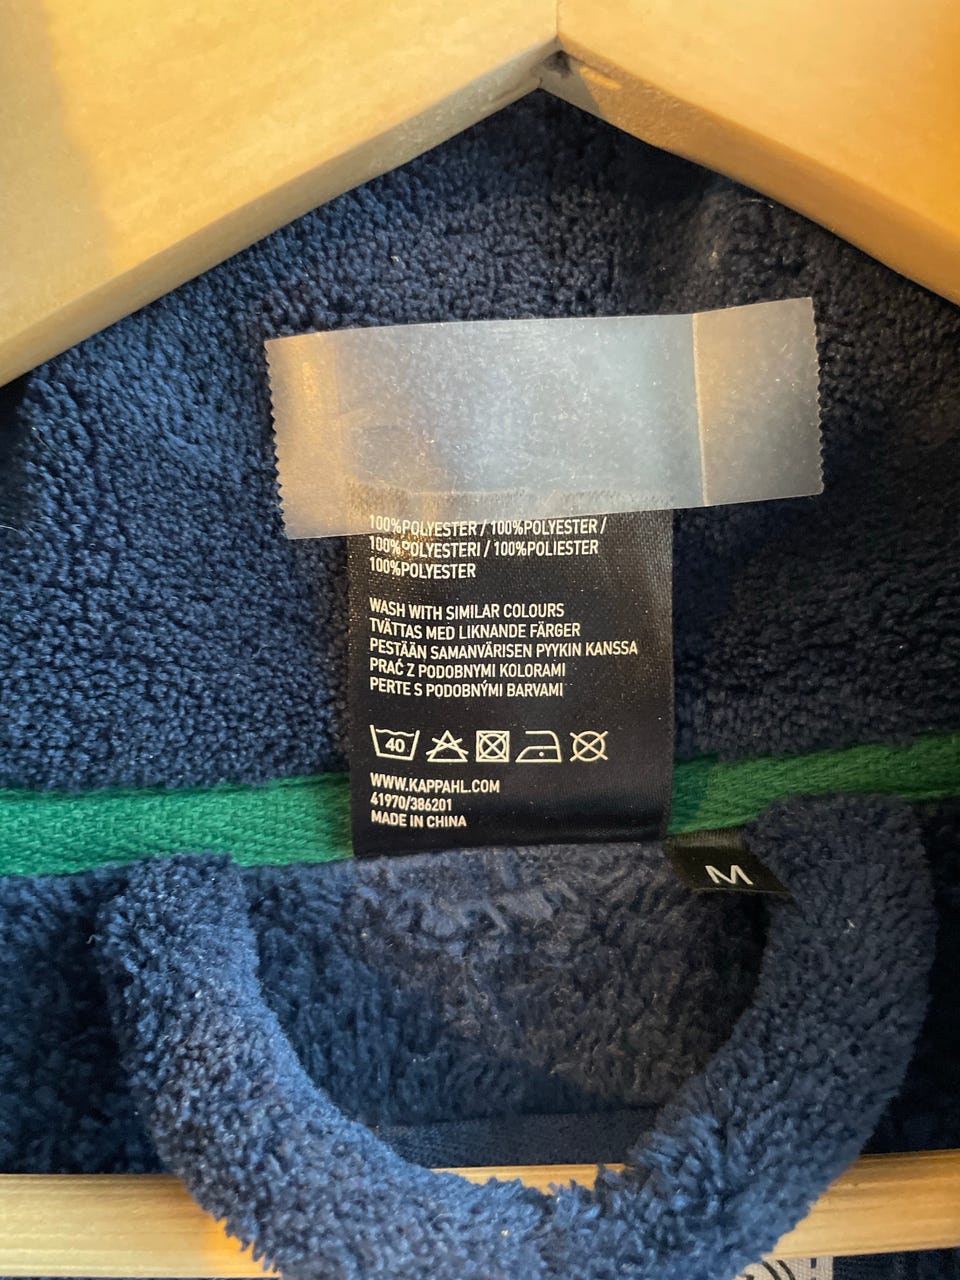 100%POLYESTER / 100%POLYESTER /
100%POLYESTERI / 100%POLIESTER
100%POLYESTER
WASH WITH SIMILAR COLOURS
TVÄTTAS MED LIKNANDE FÄRGER
PESTÄÄN SAMANVÄRISEN PYYKIN KANSSA
PRAĆ Z PODOBNYMI KOLORAMI
PERTE S PODOBNÝMI BARVAMI
40
WWW.KAPPAHL.COM
41970/386201
MADE IN CHINA
M